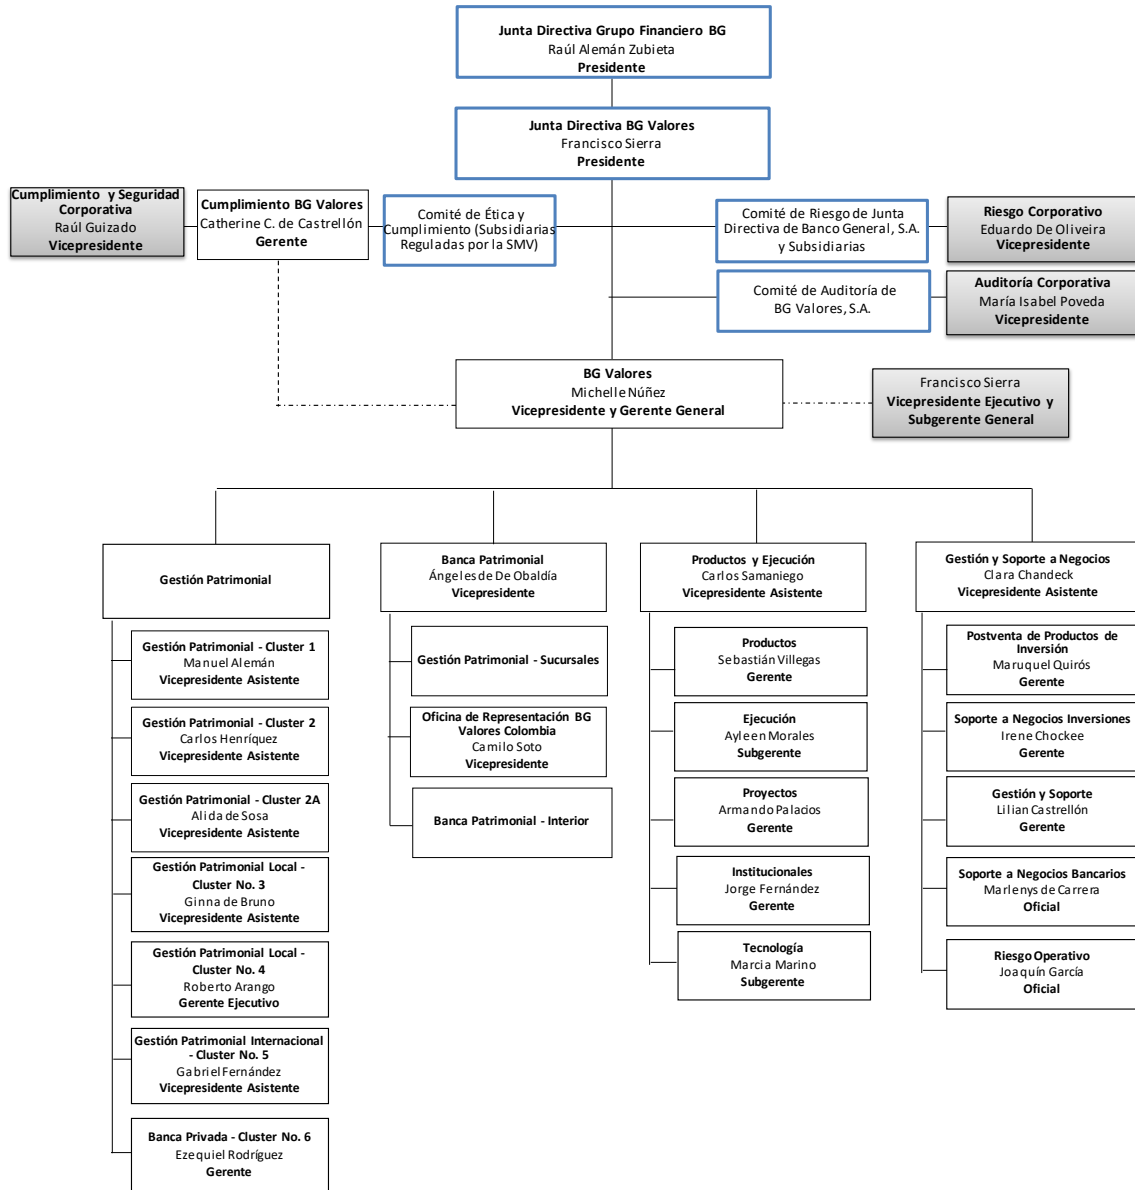 Junta Directiva Grupo Financiero BG
Raúl Alemán Zubieta
Presidente
Junta Directiva BG Valores
Francisco Sierra
Presidente
Cumplimiento y Seguridad
Corporativa
Raúl Guizado
Vicepresidente
Cumplimiento BG Valores
Catherine C. de Castrellón
Gerente
Comité de Ética y
Cumplimiento (Subsidiarias
Reguladas por la SMV)
Comité de Riesgo de Junta
Directiva de Banco General, S.A.
y Subsidiarias
Riesgo Corporativo
Eduardo De Oliveira
Vicepresidente
Comité de Auditoría de
BG Valores, S.A.
Auditoría Corporativa
María Isabel Poveda
Vicepresidente
BG Valores
Michelle Núñez
Vicepresidente y Gerente General
Francisco Sierra
Vicepresidente Ejecutivo y
Subgerente General
Gestión Patrimonial
Gestión Patrimonial - Cluster 1
Manuel Alemán
Vicepresidente Asistente
Gestión Patrimonial - Cluster 2
Carlos Henríquez
Vicepresidente Asistente
Gestión Patrimonial - Cluster 2A
Alida de Sosa
Vicepresidente Asistente
Gestión Patrimonial Local -
Cluster No. 3
Ginna de Bruno
Vicepresidente Asistente
Gestión Patrimonial Local -
Cluster No. 4
Roberto Arango
Gerente Ejecutivo
Gestión Patrimonial Internacional
- Cluster No. 5
Gabriel Fernández
Vicepresidente Asistente
Banca Privada - Cluster No. 6
Ezequiel Rodríguez
Gerente
Banca Patrimonial
Ángeles de De Obaldía
Vicepresidente
Gestión Patrimonial - Sucursales
Oficina de Representación BG
Valores Colombia
Camilo Soto
Vicepresidente
Banca Patrimonial - Interior
Productos y Ejecución
Carlos Samaniego
Vicepresidente Asistente
Productos
Sebastián Villegas
Gerente
Ejecución
Ayleen Morales
Subgerente
Proyectos
Armando Palacios
Gerente
Institucionales
Jorge Fernández
Gerente
Tecnología
Marcia Marino
Subgerente
Gestión y Soporte a Negocios
Clara Chandeck
Vicepresidente Asistente
Postventa de Productos de
Inversión
Maruquel Quirós
Gerente
Soporte a Negocios Inversiones
Irene Chockee
Gerente
Gestión y Soporte
Lilian Castrellón
Gerente
Soporte a Negocios Bancarios
Marlenys de Carrera
Oficial
Riesgo Operativo
Joaquín García
Oficial